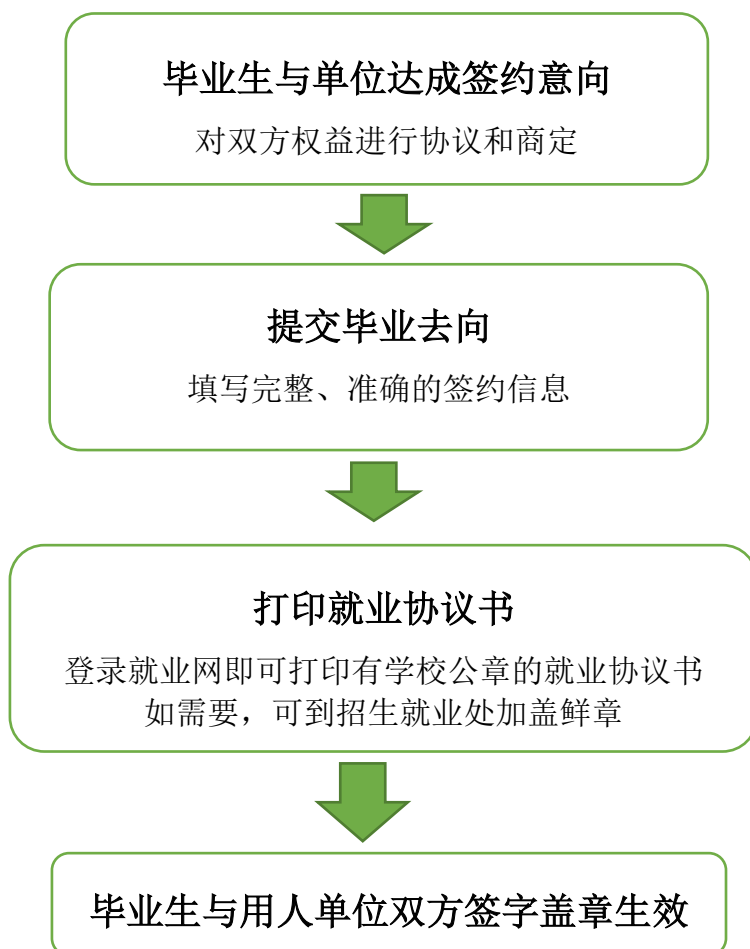 毕业生与单位达成签约意向
对双方权益进行协议和商定
提交毕业去向
填写完整、准确的签约信息
打印就业协议书
登录就业网即可打印有学校公章的就业协议书
如需要，可到招生就业处加盖鲜章
毕业生与用人单位双方签字盖章生效